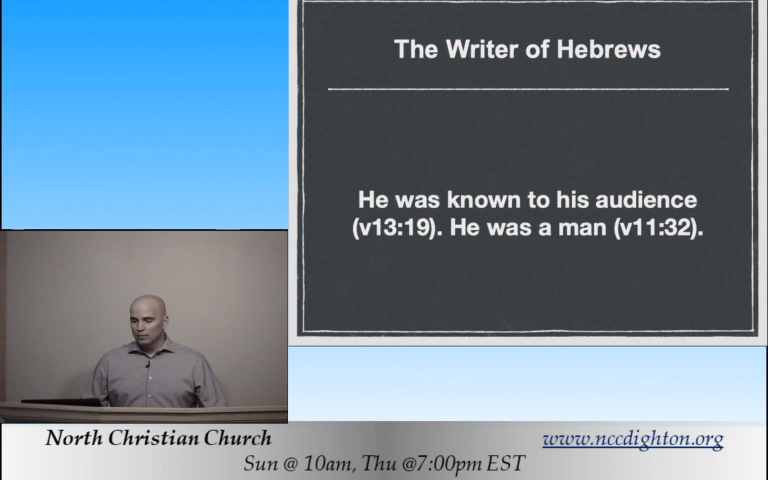 The Writer of Hebrews
He was known to his audience
(v13:19). He was a man (v11:32).
North Christian Church
www.nccdighton.org
Sun @ 10am, Thu @7:00pm EST